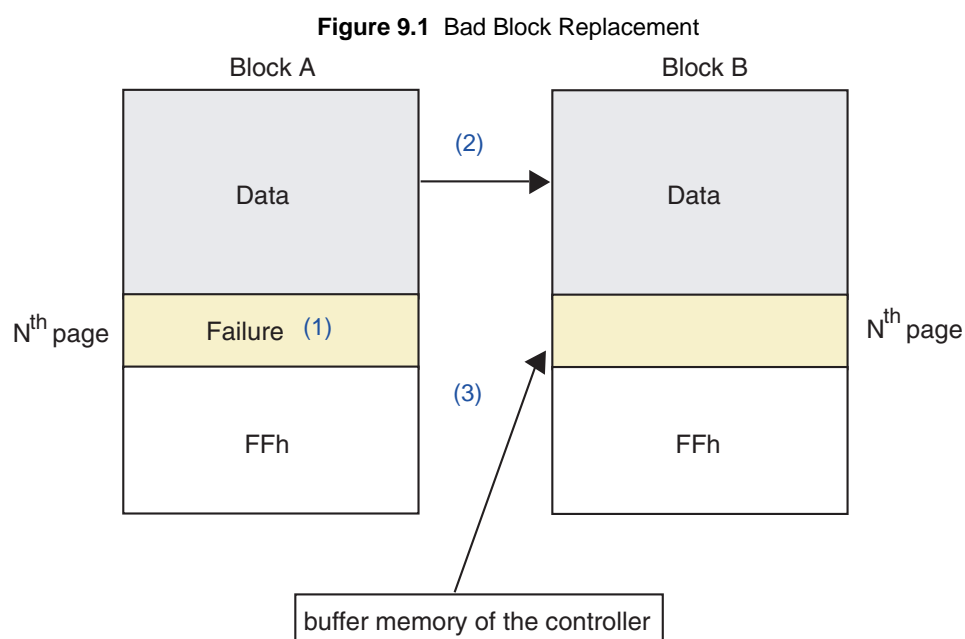 Figure 9.1 Bad Block Replacement
Block A
Block B
(2)
Data
Data
Nth page
Failure (1)
Nth page
(3)
FFh
FFh
buffer memory of the controller